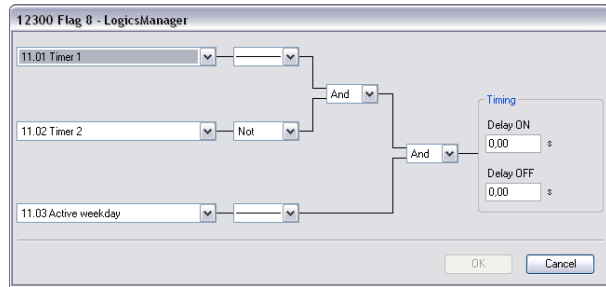 12300 Flag 8 - LogicsManager
11.01 Timer 1
And
Timing
Delay ON
11.02 Timer 2 Not
And
0,00 s
Delay OFF
0,00 s
11.03 Active weekday
OK Cancel